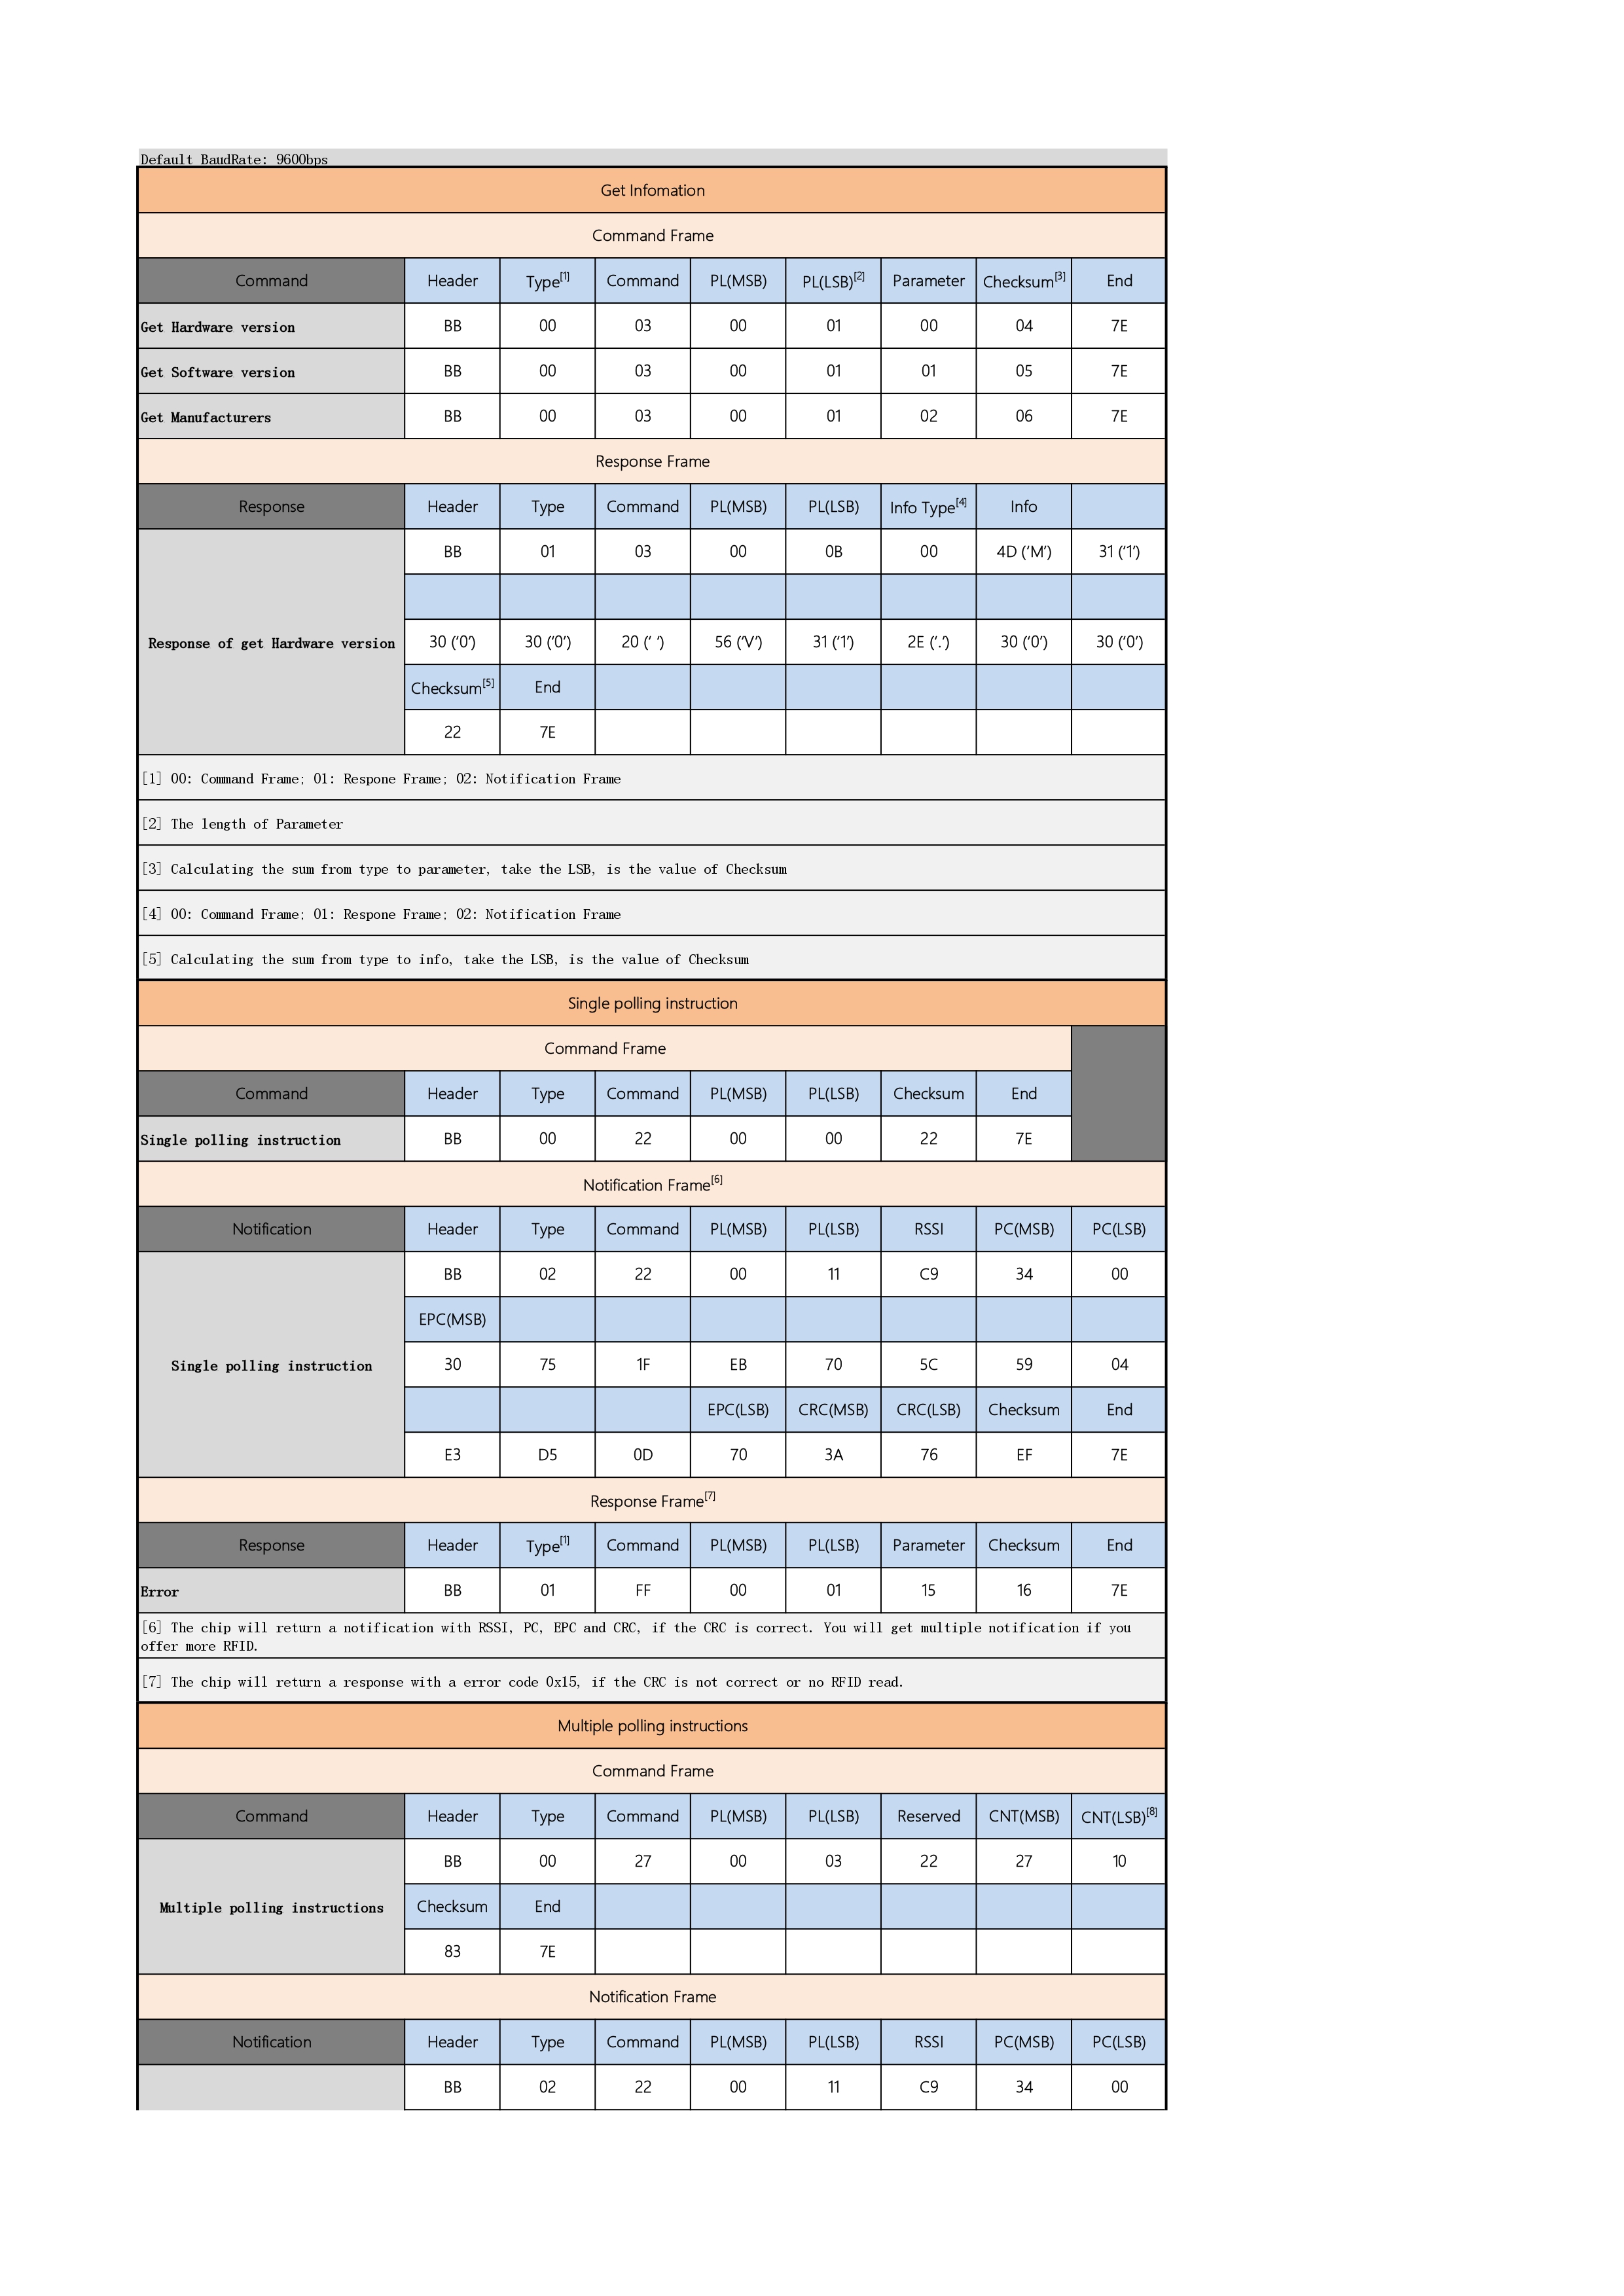 Default BaudRate: 9600bps
Get Infomation
Command Frame
Command Header Type[1] Command PL(MSB) PL(LSB)[2] Parameter Checksum[3] End
Get Hardware version BB 00 03 00 01 00 04 7E
Get Software version BB 00 03 00 01 01 05 7E
Get Manufacturers BB 00 03 00 01 02 06 7E
Response Frame
Response Header Type Command PL(MSB) PL(LSB) Info Type[4] Info
BB 01 03 00 0B 00 4D (‘M’) 31 (‘1’)
Response of get Hardware version 30 (‘0’) 30 (‘0’) 20 (‘ ’) 56 (‘V’) 31 (‘1’) 2E (‘.’) 30 (‘0’) 30 (‘0’)
Checksum[5] End
22 7E
[1] 00: Command Frame; 01: Respone Frame; 02: Notification Frame
[2] The length of Parameter
[3] Calculating the sum from type to parameter, take the LSB, is the value of Checksum
[4] 00: Command Frame; 01: Respone Frame; 02: Notification Frame
[5] Calculating the sum from type to info, take the LSB, is the value of Checksum
Single polling instruction
Command Frame
Command Header Type Command PL(MSB) PL(LSB) Checksum End
Single polling instruction BB 00 22 00 00 22 7E
Notification Frame[6]
Notification Header Type Command PL(MSB) PL(LSB) RSSI PC(MSB) PC(LSB)
BB 02 22 00 11 C9 34 00
EPC(MSB)
Single polling instruction 30 75 1F EB 70 5C 59 04
EPC(LSB) CRC(MSB) CRC(LSB) Checksum End
E3 D5 0D 70 3A 76 EF 7E
Response Frame[7]
Response Header Type[1] Command PL(MSB) PL(LSB) Parameter Checksum End
Error BB 01 FF 00 01 15 16 7E
[6] The chip will return a notification with RSSI, PC, EPC and CRC, if the CRC is correct. You will get multiple notification if you
offer more RFID.
[7] The chip will return a response with a error code 0x15, if the CRC is not correct or no RFID read.
Multiple polling instructions
Command Frame
Command Header Type Command PL(MSB) PL(LSB) Reserved CNT(MSB) CNT(LSB)[8]
BB 00 27 00 03 22 27 10
Multiple polling instructions Checksum End
83 7E
Notification Frame
Notification Header Type Command PL(MSB) PL(LSB) RSSI PC(MSB) PC(LSB)
BB 02 22 00 11 C9 34 00